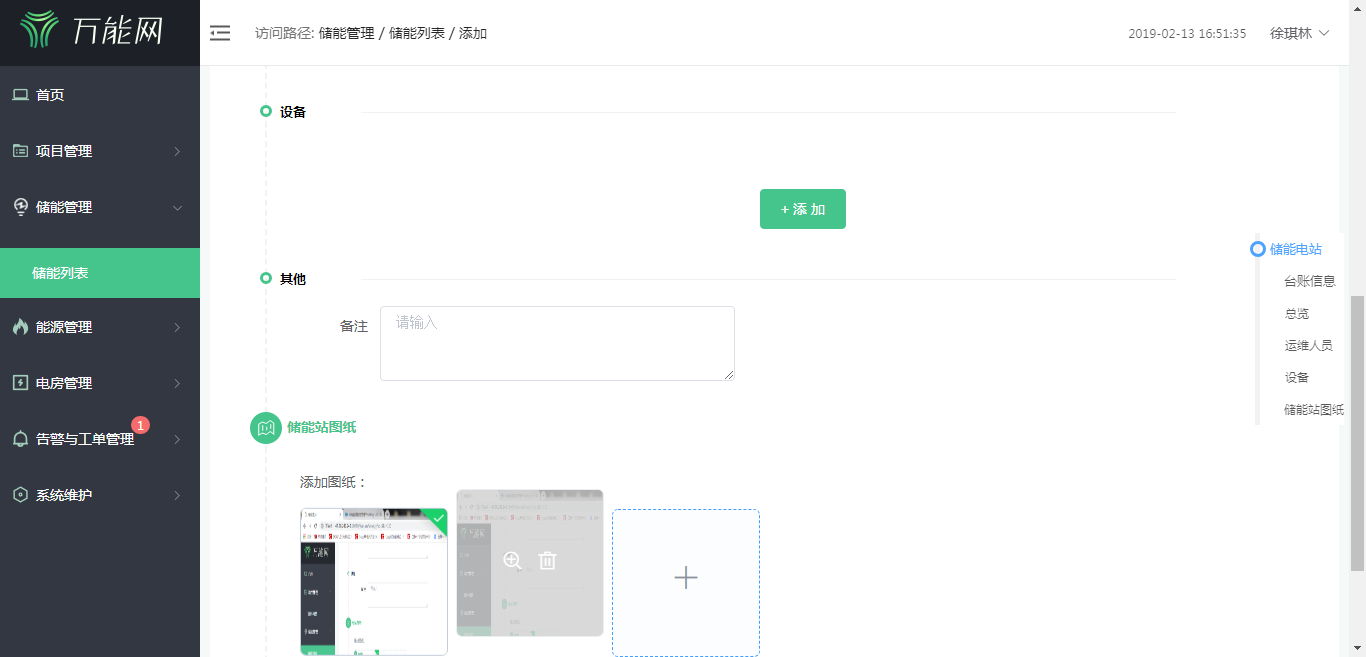 万能网
访问路径: 储能管理 / 储能列表 / 添加
2019-02-13 16:51:35
徐琪林
首页
项目管理
储能管理
储能列表
能源管理
电房管理
告警与工单管理
1
系统维护
设备
+ 添 加
其他
备注
请输入
储能站图纸
添加图纸：
储能电站
台账信息
总览
运维人员
设备
储能站图纸